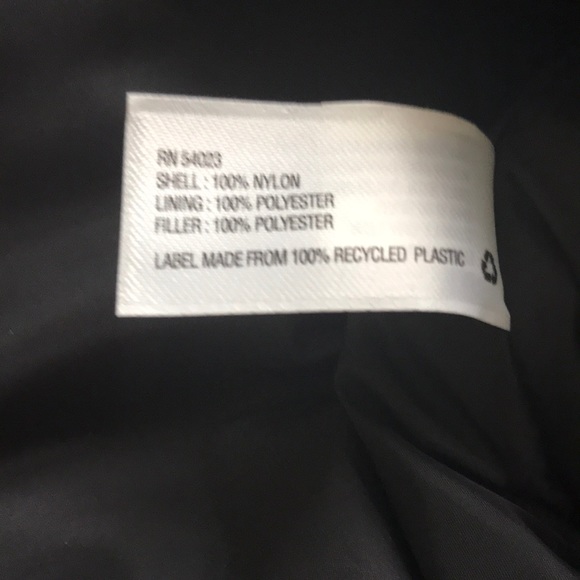 RN 54023
SHELL : 100% NYLON
LINING : 100% POLYESTER
FILLER : 100% POLYESTER
LABEL MADE FROM 100% RECYCLED PLASTIC